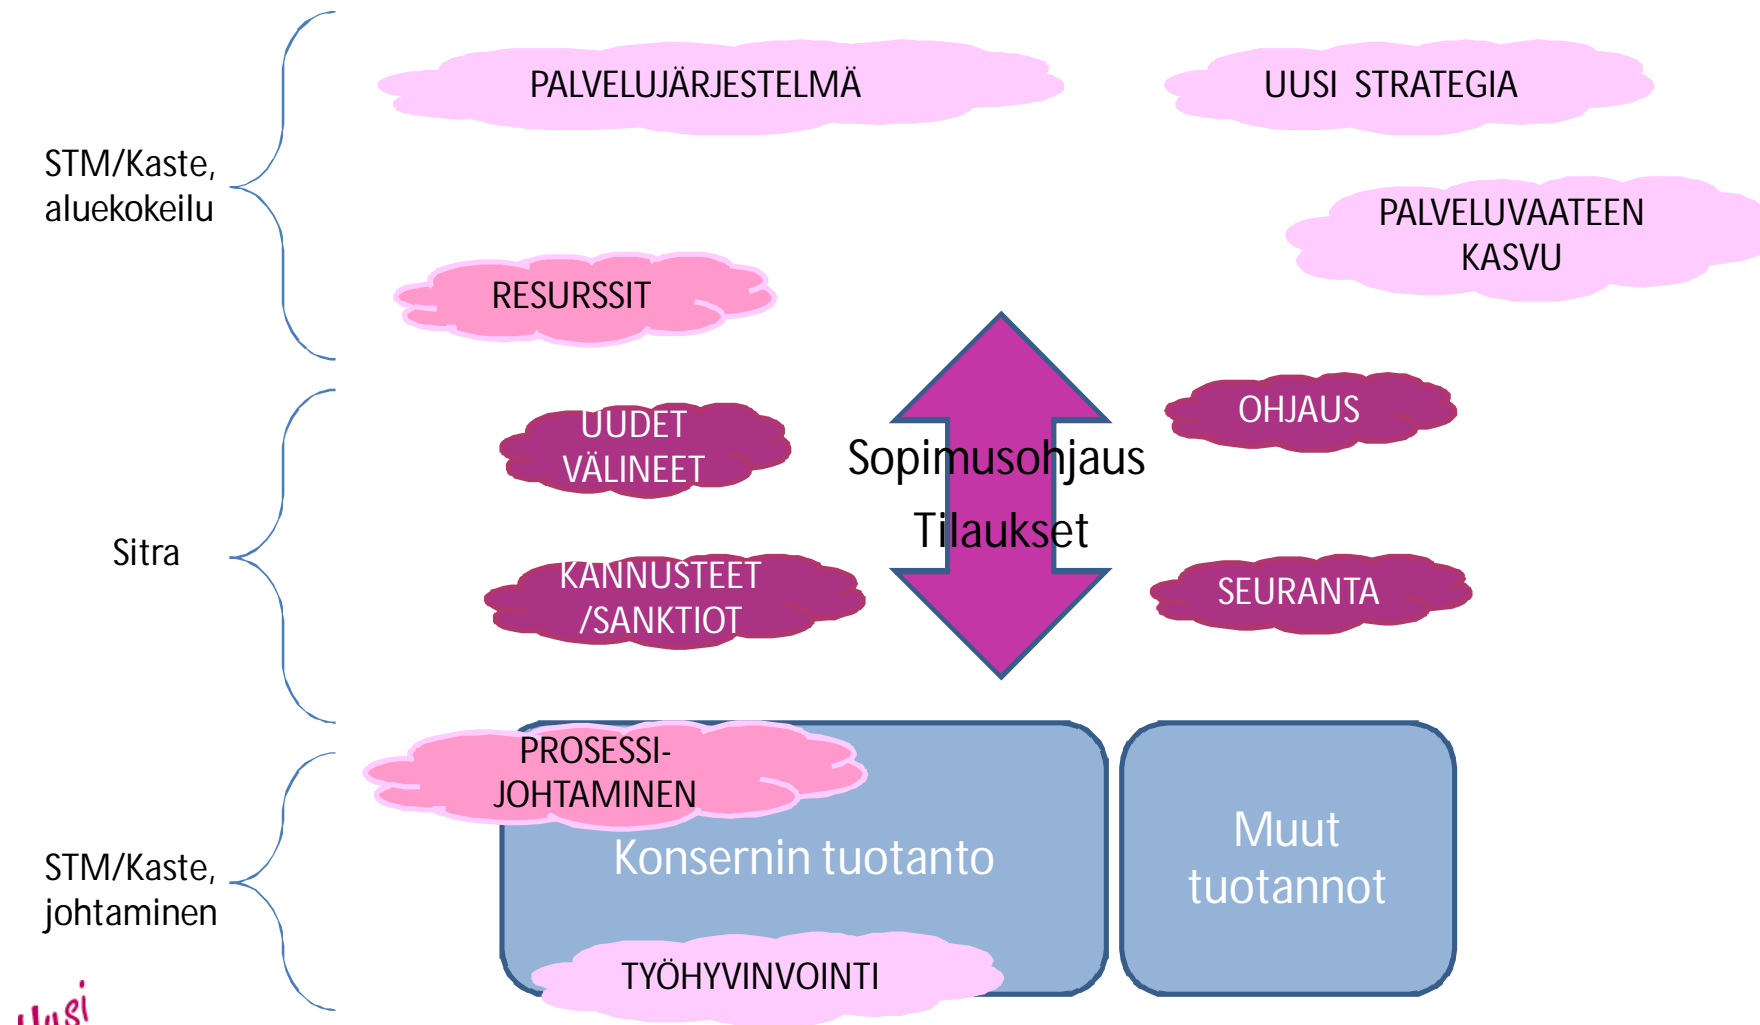 PALVELUJÄRJESTELMÄ
UUSI STRATEGIA
STM/Kaste,
aluekokeilu
PALVELUVAATEEN
KASVU
RESURSSIT
UUDET
VÄLINEET
OHJAUS
Sopimusohjaus
Tilaukset
Sitra
KANNUSTEET
/SANKTIOT
SEURANTA
PROSESSI-
JOHTAMINEN
Konsernin tuotanto
Muut
tuotannot
STM/Kaste,
johtaminen
TYÖHYVINVOINTI
Uusi